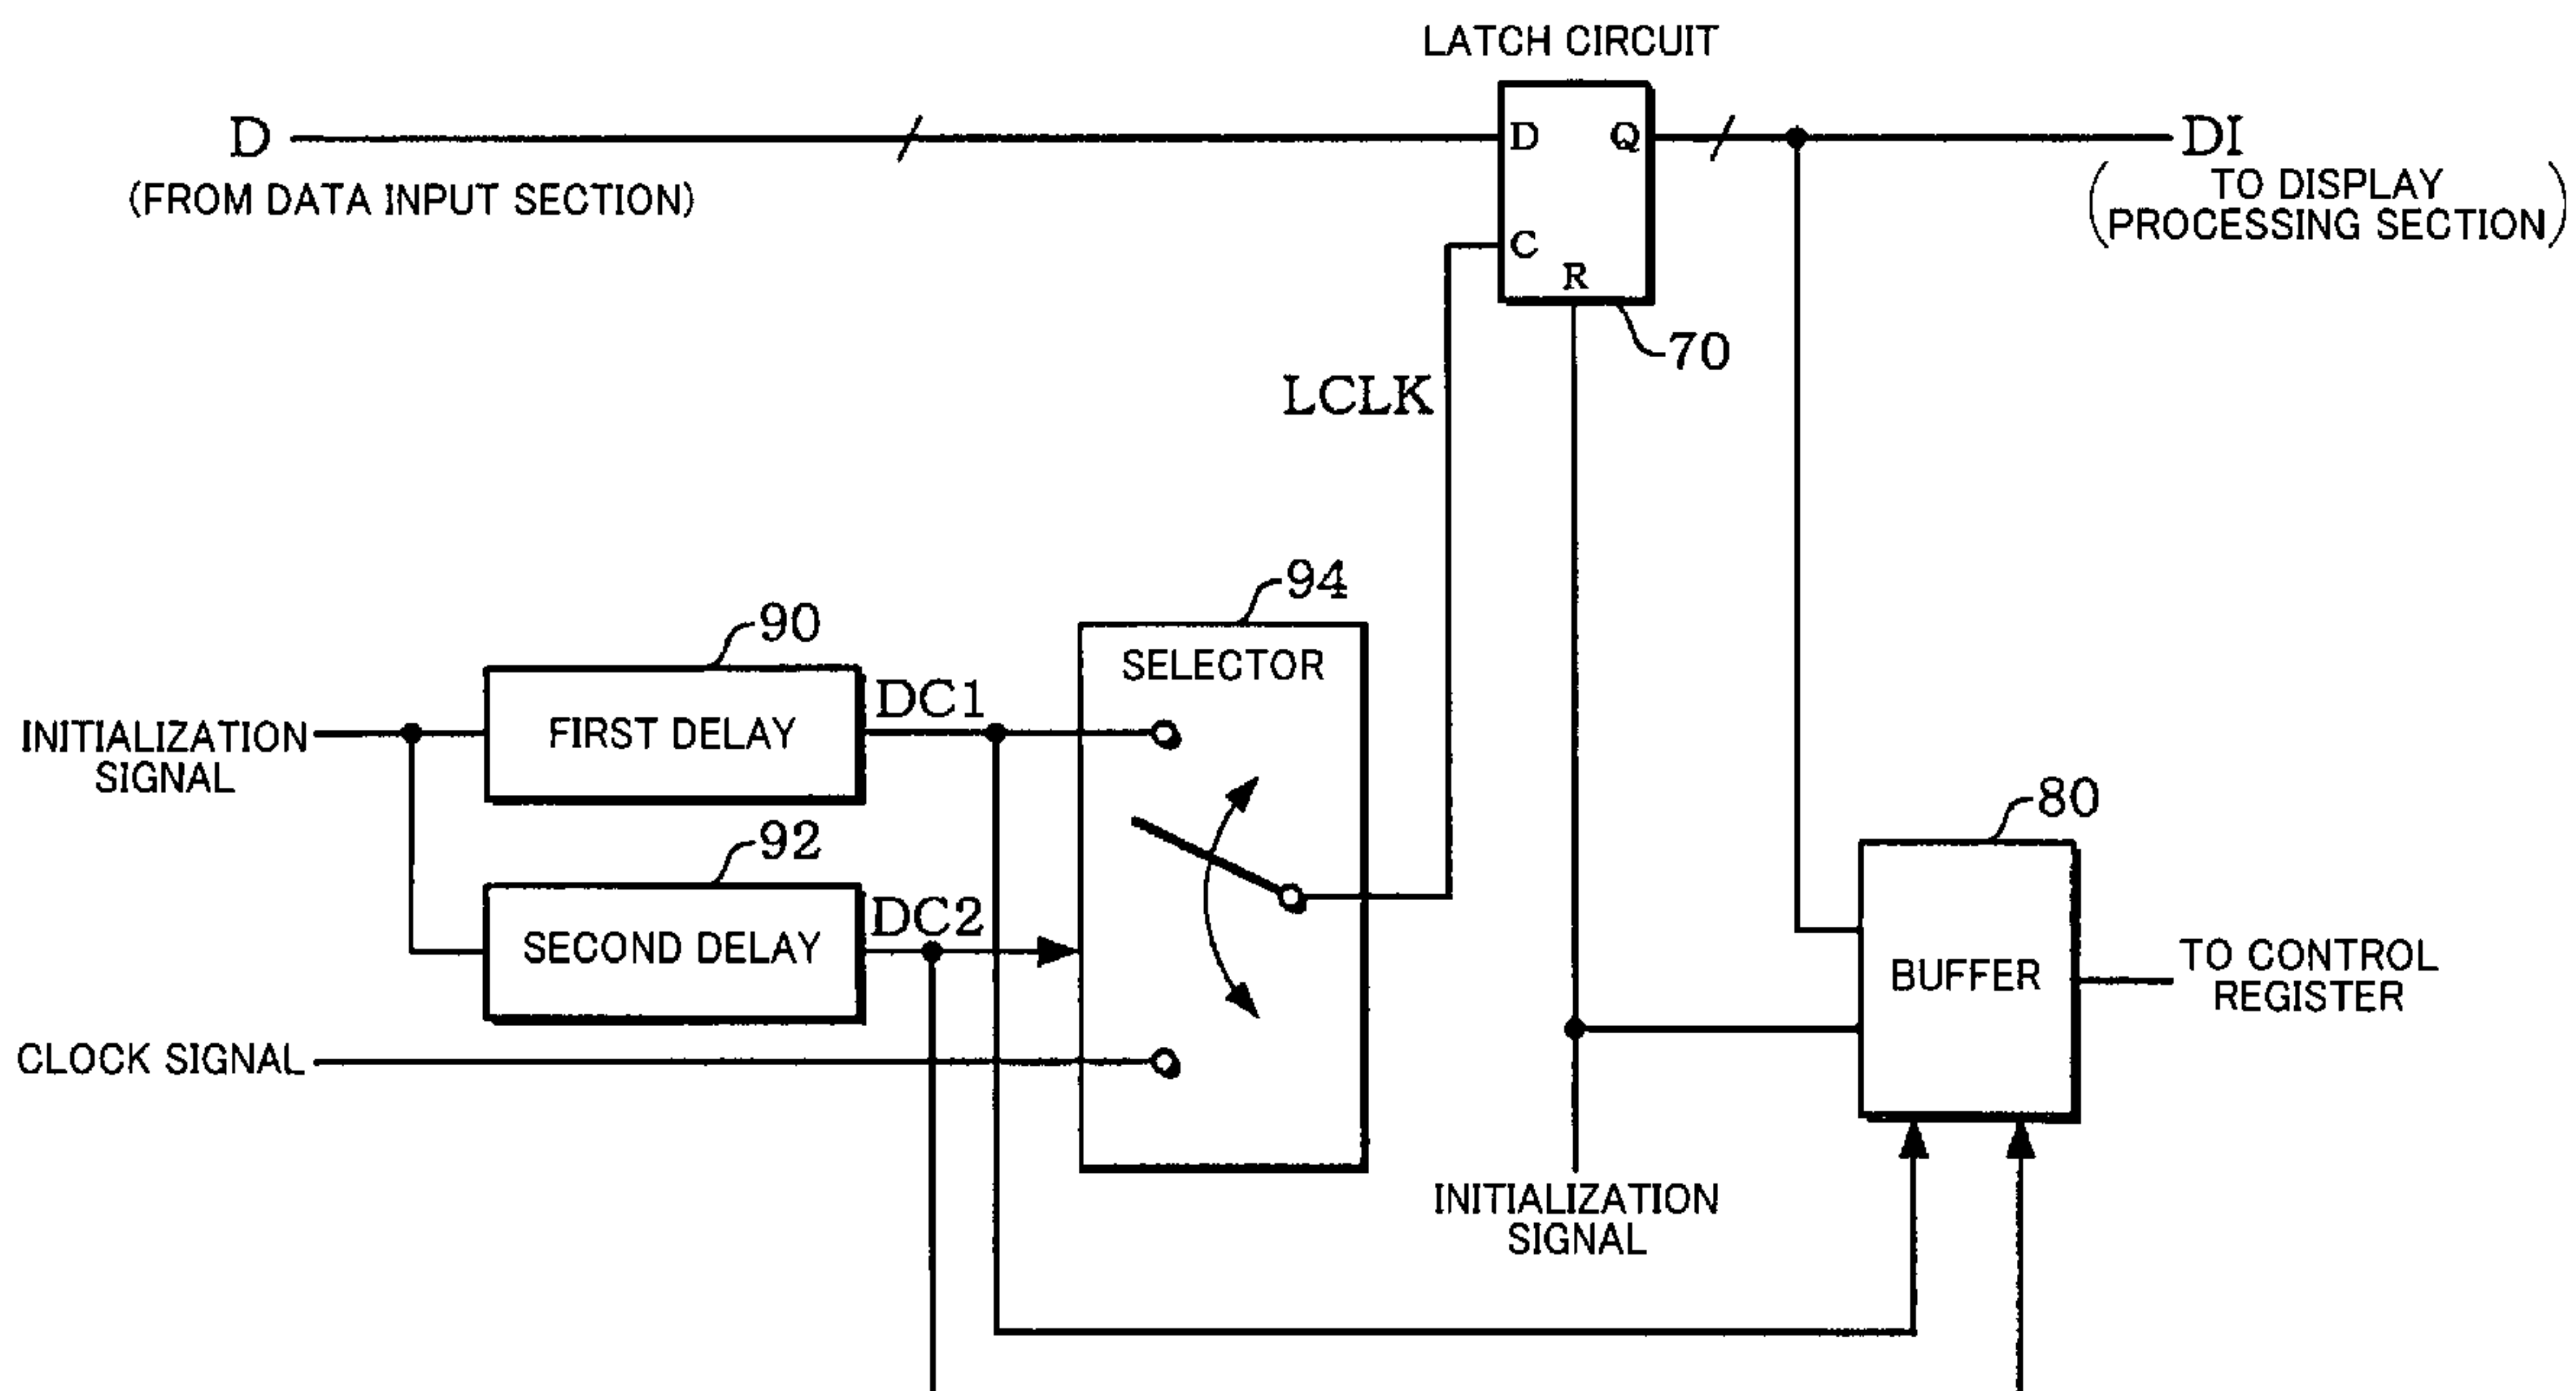 LATCH CIRCUIT
D
(FROM DATA INPUT SECTION)
D
Q
C
R
DI
(TO DISPLAY
PROCESSING SECTION)
70
LCLK
94
90
SELECTOR
FIRST DELAY
DC1
INITIALIZATION
SIGNAL
92
80
SECOND DELAY
DC2
BUFFER
TO CONTROL
REGISTER
CLOCK SIGNAL
INITIALIZATION
SIGNAL